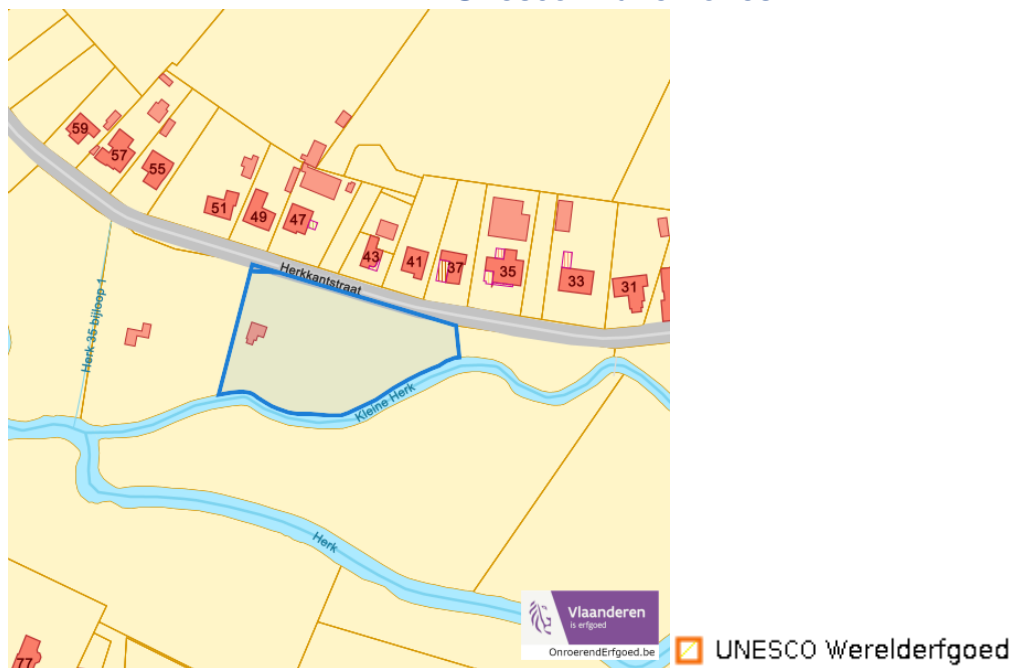 59
57
55
51
49
47
43
41
37
35
33
31
Herkkantstraat
Herk 35 bijloop 1
Kleine Herk
Herk
77
Vlaanderen
is erfgoed
OnroerendErfgoed.be
UNESCO Werelderfgoed